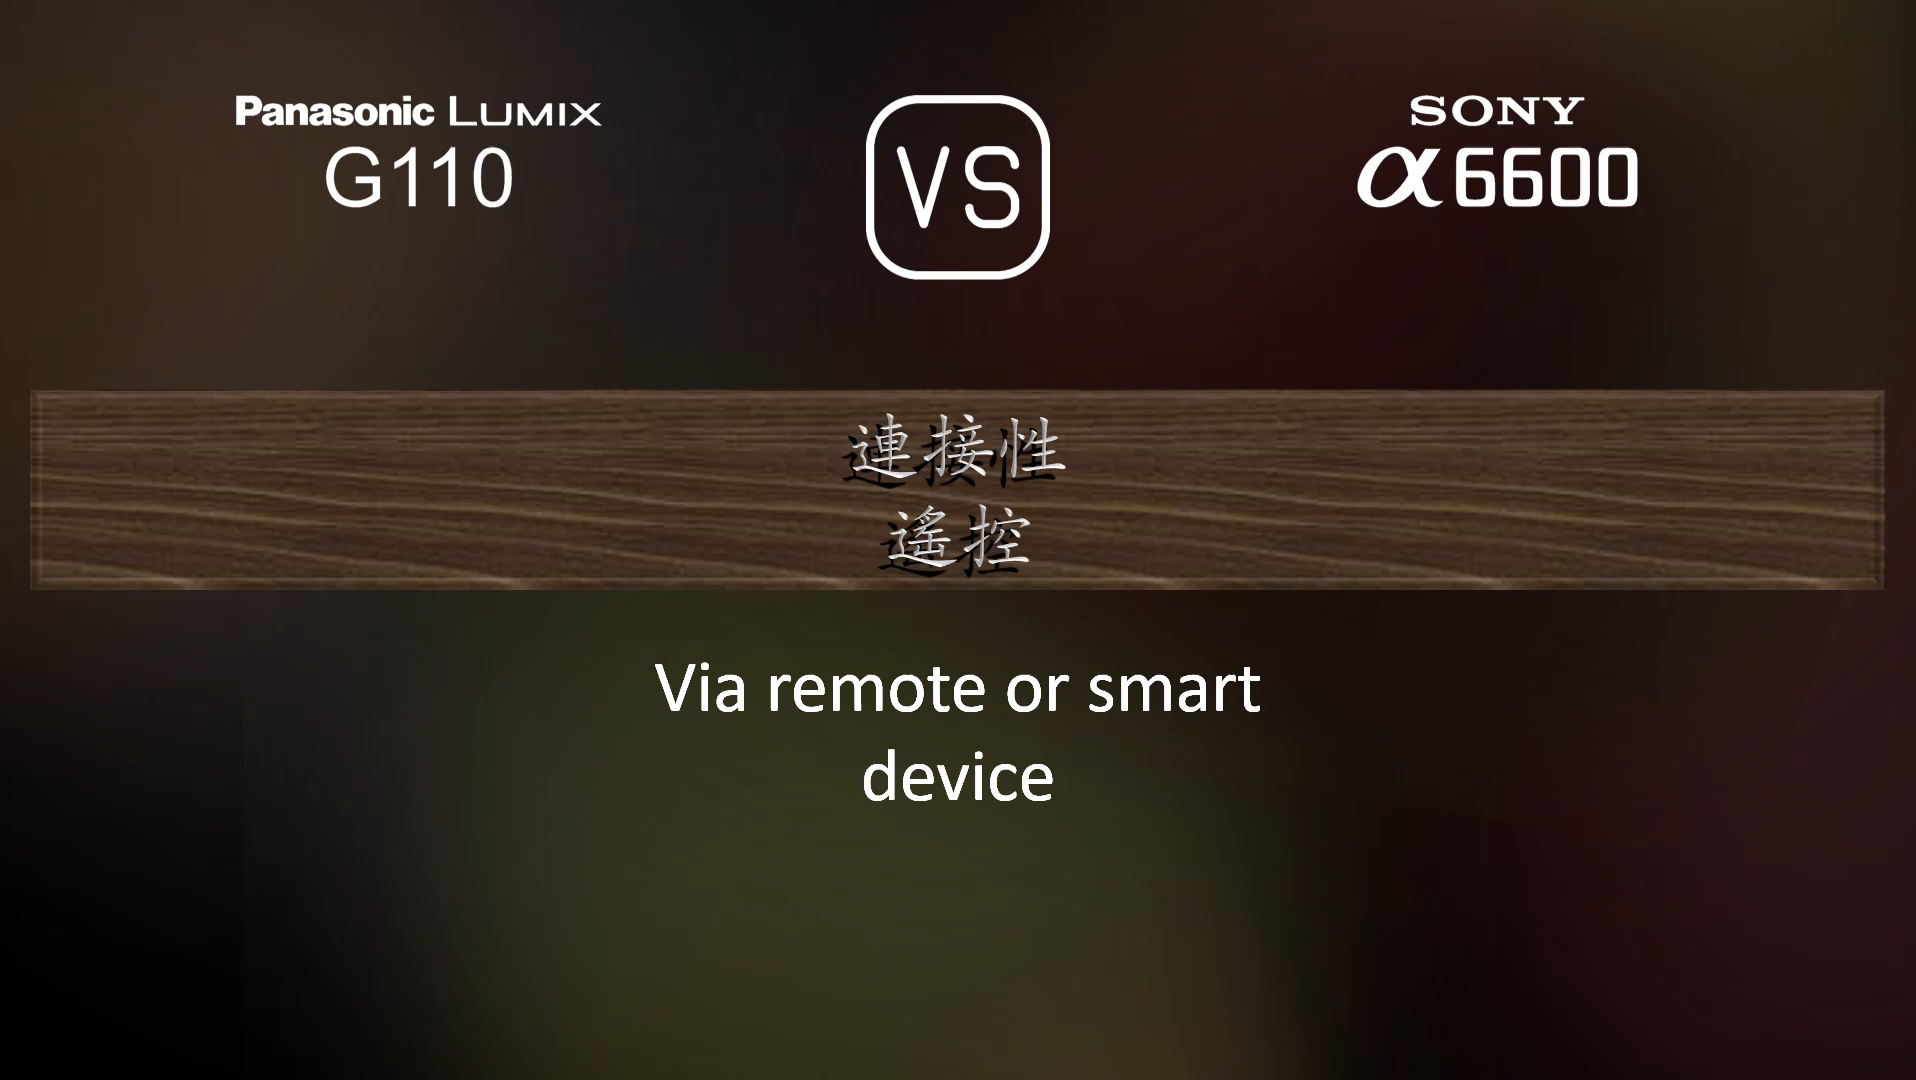 Panasonic LUMIX
G110
VS
SONY
α6600
連接性
遙控
Via remote or smart
device